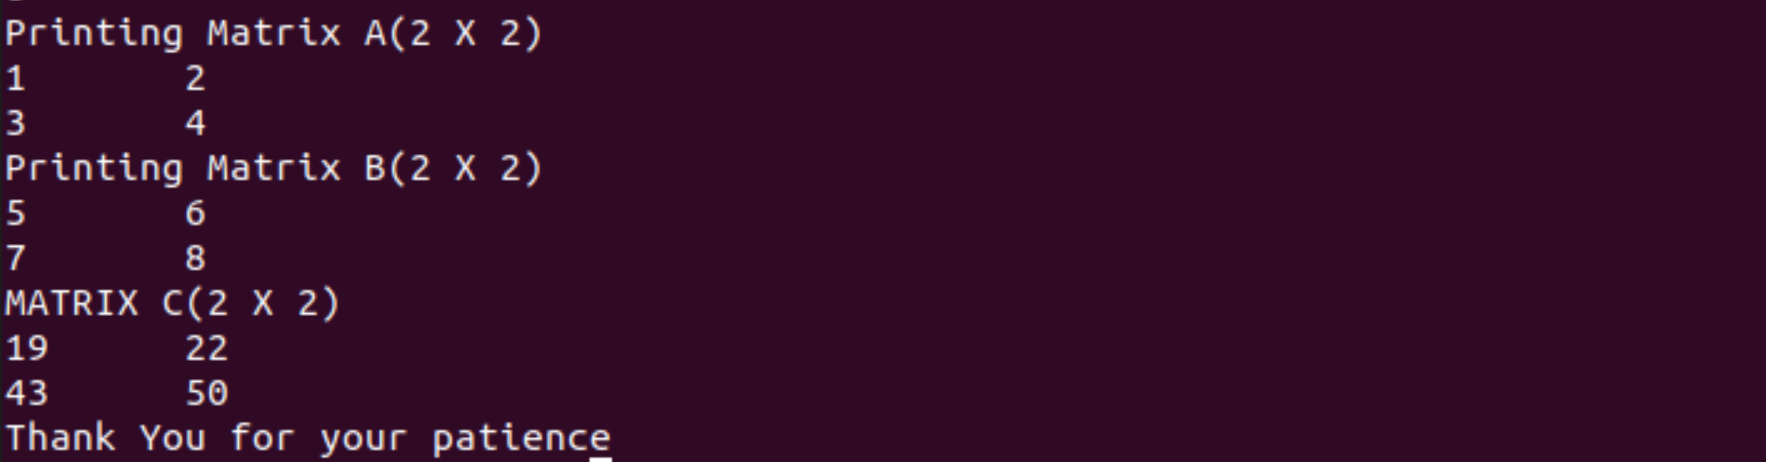 Printing Matrix A(2 X 2)
1 2
3 4
Printing Matrix B(2 X 2)
5 6
7 8
MATRIX C(2 X 2)
19 22
43 50
Thank You for your patience